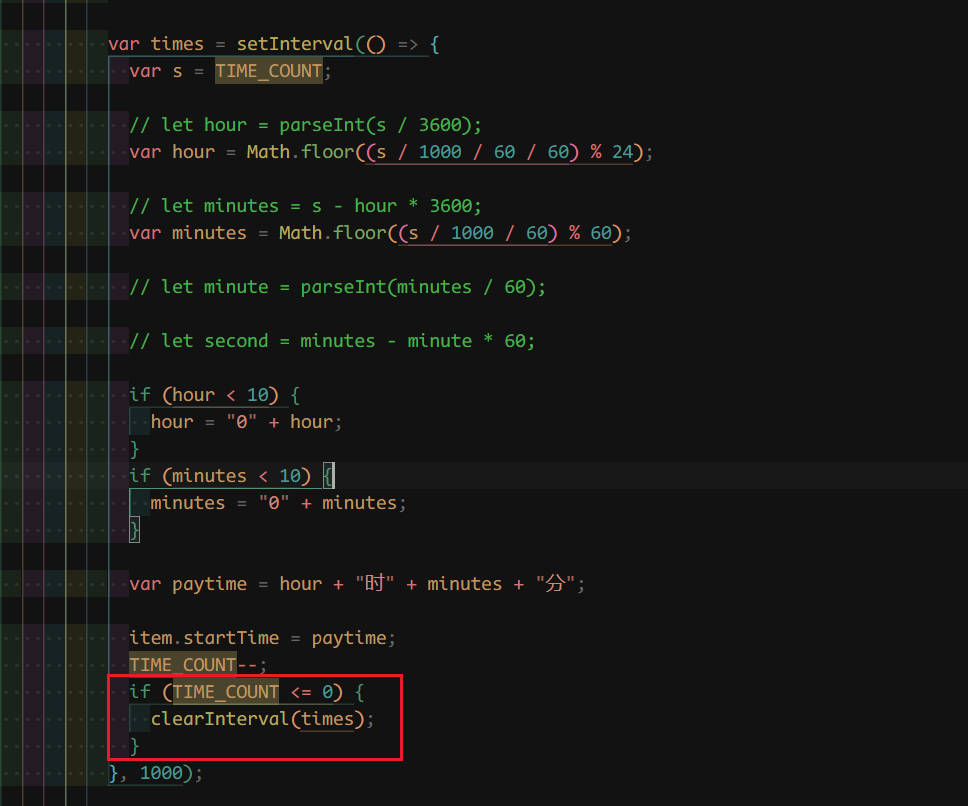 var times = setInterval(() => {
var s = TIME_COUNT;
// let hour = parseInt(s / 3600);
var hour = Math.floor((s / 1000 / 60 / 60) % 24);
// let minutes = s - hour * 3600;
var minutes = Math.floor((s / 1000 / 60) % 60);
// let minute = parseInt(minutes / 60);
// let second = minutes - minute * 60;
if (hour < 10) {
hour = "0" + hour;
}
if (minutes < 10) {
minutes = "0" + minutes;
}
var paytime = hour + "时" + minutes + "分";
item.startTime = paytime;
TIME_COUNT--;
if (TIME_COUNT <= 0) {
clearInterval(times);
}
}, 1000);